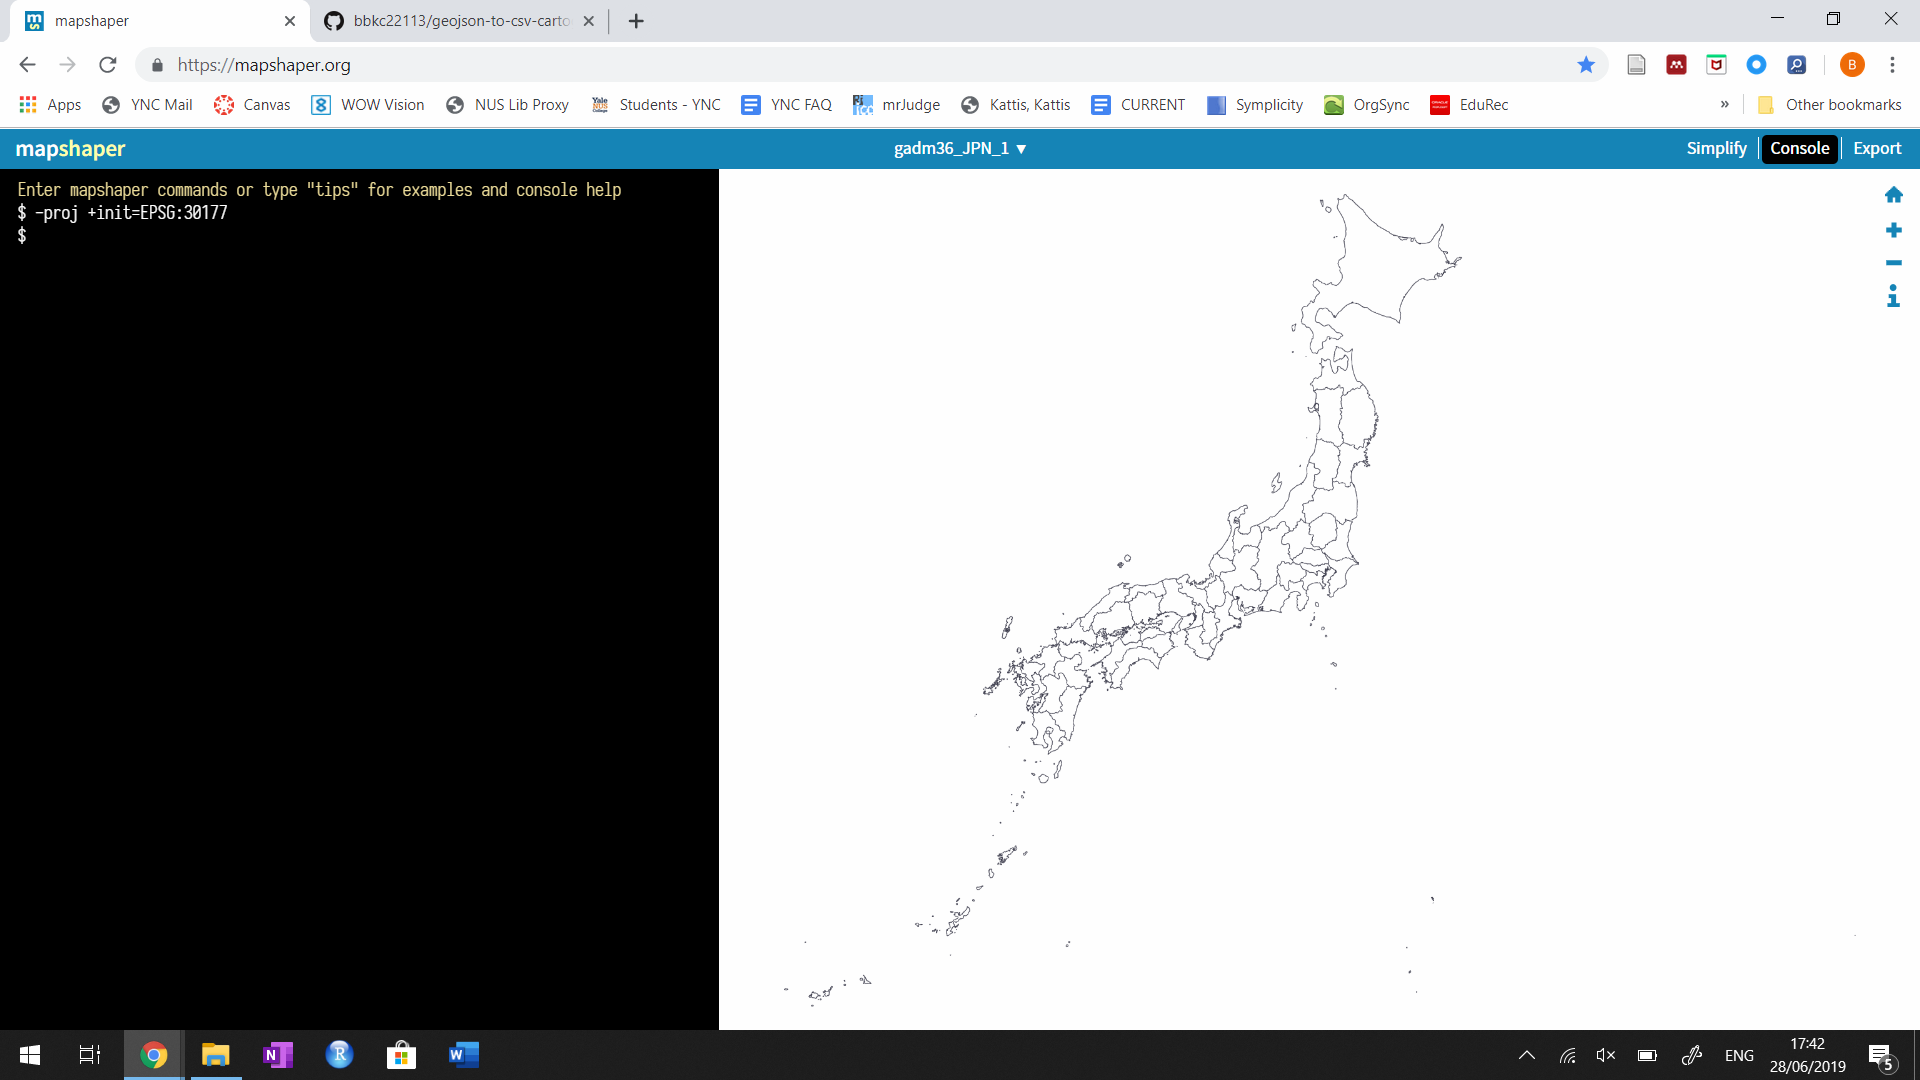 mapshaper
bbkc22113/geojson-to-csv-carto
https://mapshaper.org
B
Apps YNC Mail Canvas WOW Vision NUS Lib Proxy Students - YNC YNC FAQ mrJudge Kattis, Kattis CURRENT Symplicity OrgSync EduRec » Other bookmarks
mapshaper
gadm36_JPN_1 ▼
Simplify Console Export
Enter mapshaper commands or type "tips" for examples and console help
$ -proj +init=EPSG:30177
$
ENG
17:42
28/06/2019
5